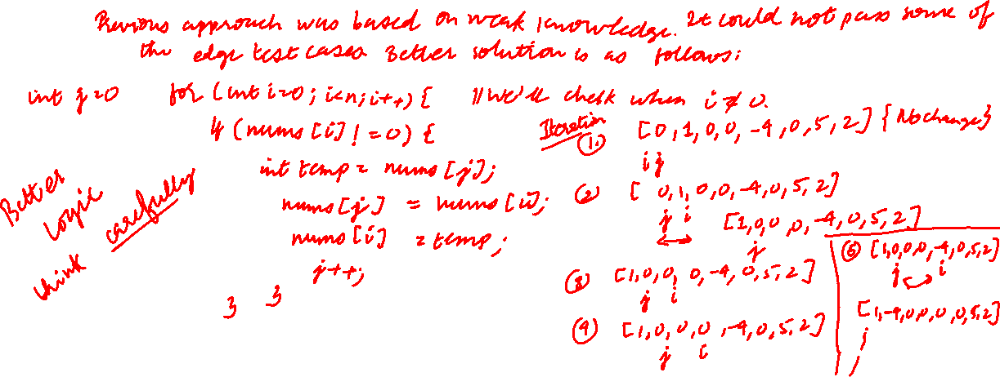 Previous approach was based on weak knowledge. It could not pass some of
the edge test cases Better solution is as follows:
int j=0 for (int i=0; i<n; i++) { // We'll check when i ≠ 0.
if (nums[i] != 0) {
int temp = nums[j];
nums[j] = nums[i];
nums[i] = temp;
j++;
} }
Better
Logic
think carefully
Iteration
① [0,1,0,0,-4,0,5,2] {No change}
i j
② [0,1,0,0,-4,0,5,2]
j i
[1,0,0,0,-4,0,5,2]
j
③ [1,0,0,0,-4,0,5,2]
j i
④ [1,0,0,0,-4,0,5,2]
j i
⑤ [1,0,0,0,-4,0,5,2]
j i
[1,-4,0,0,0,0,5,2]
j